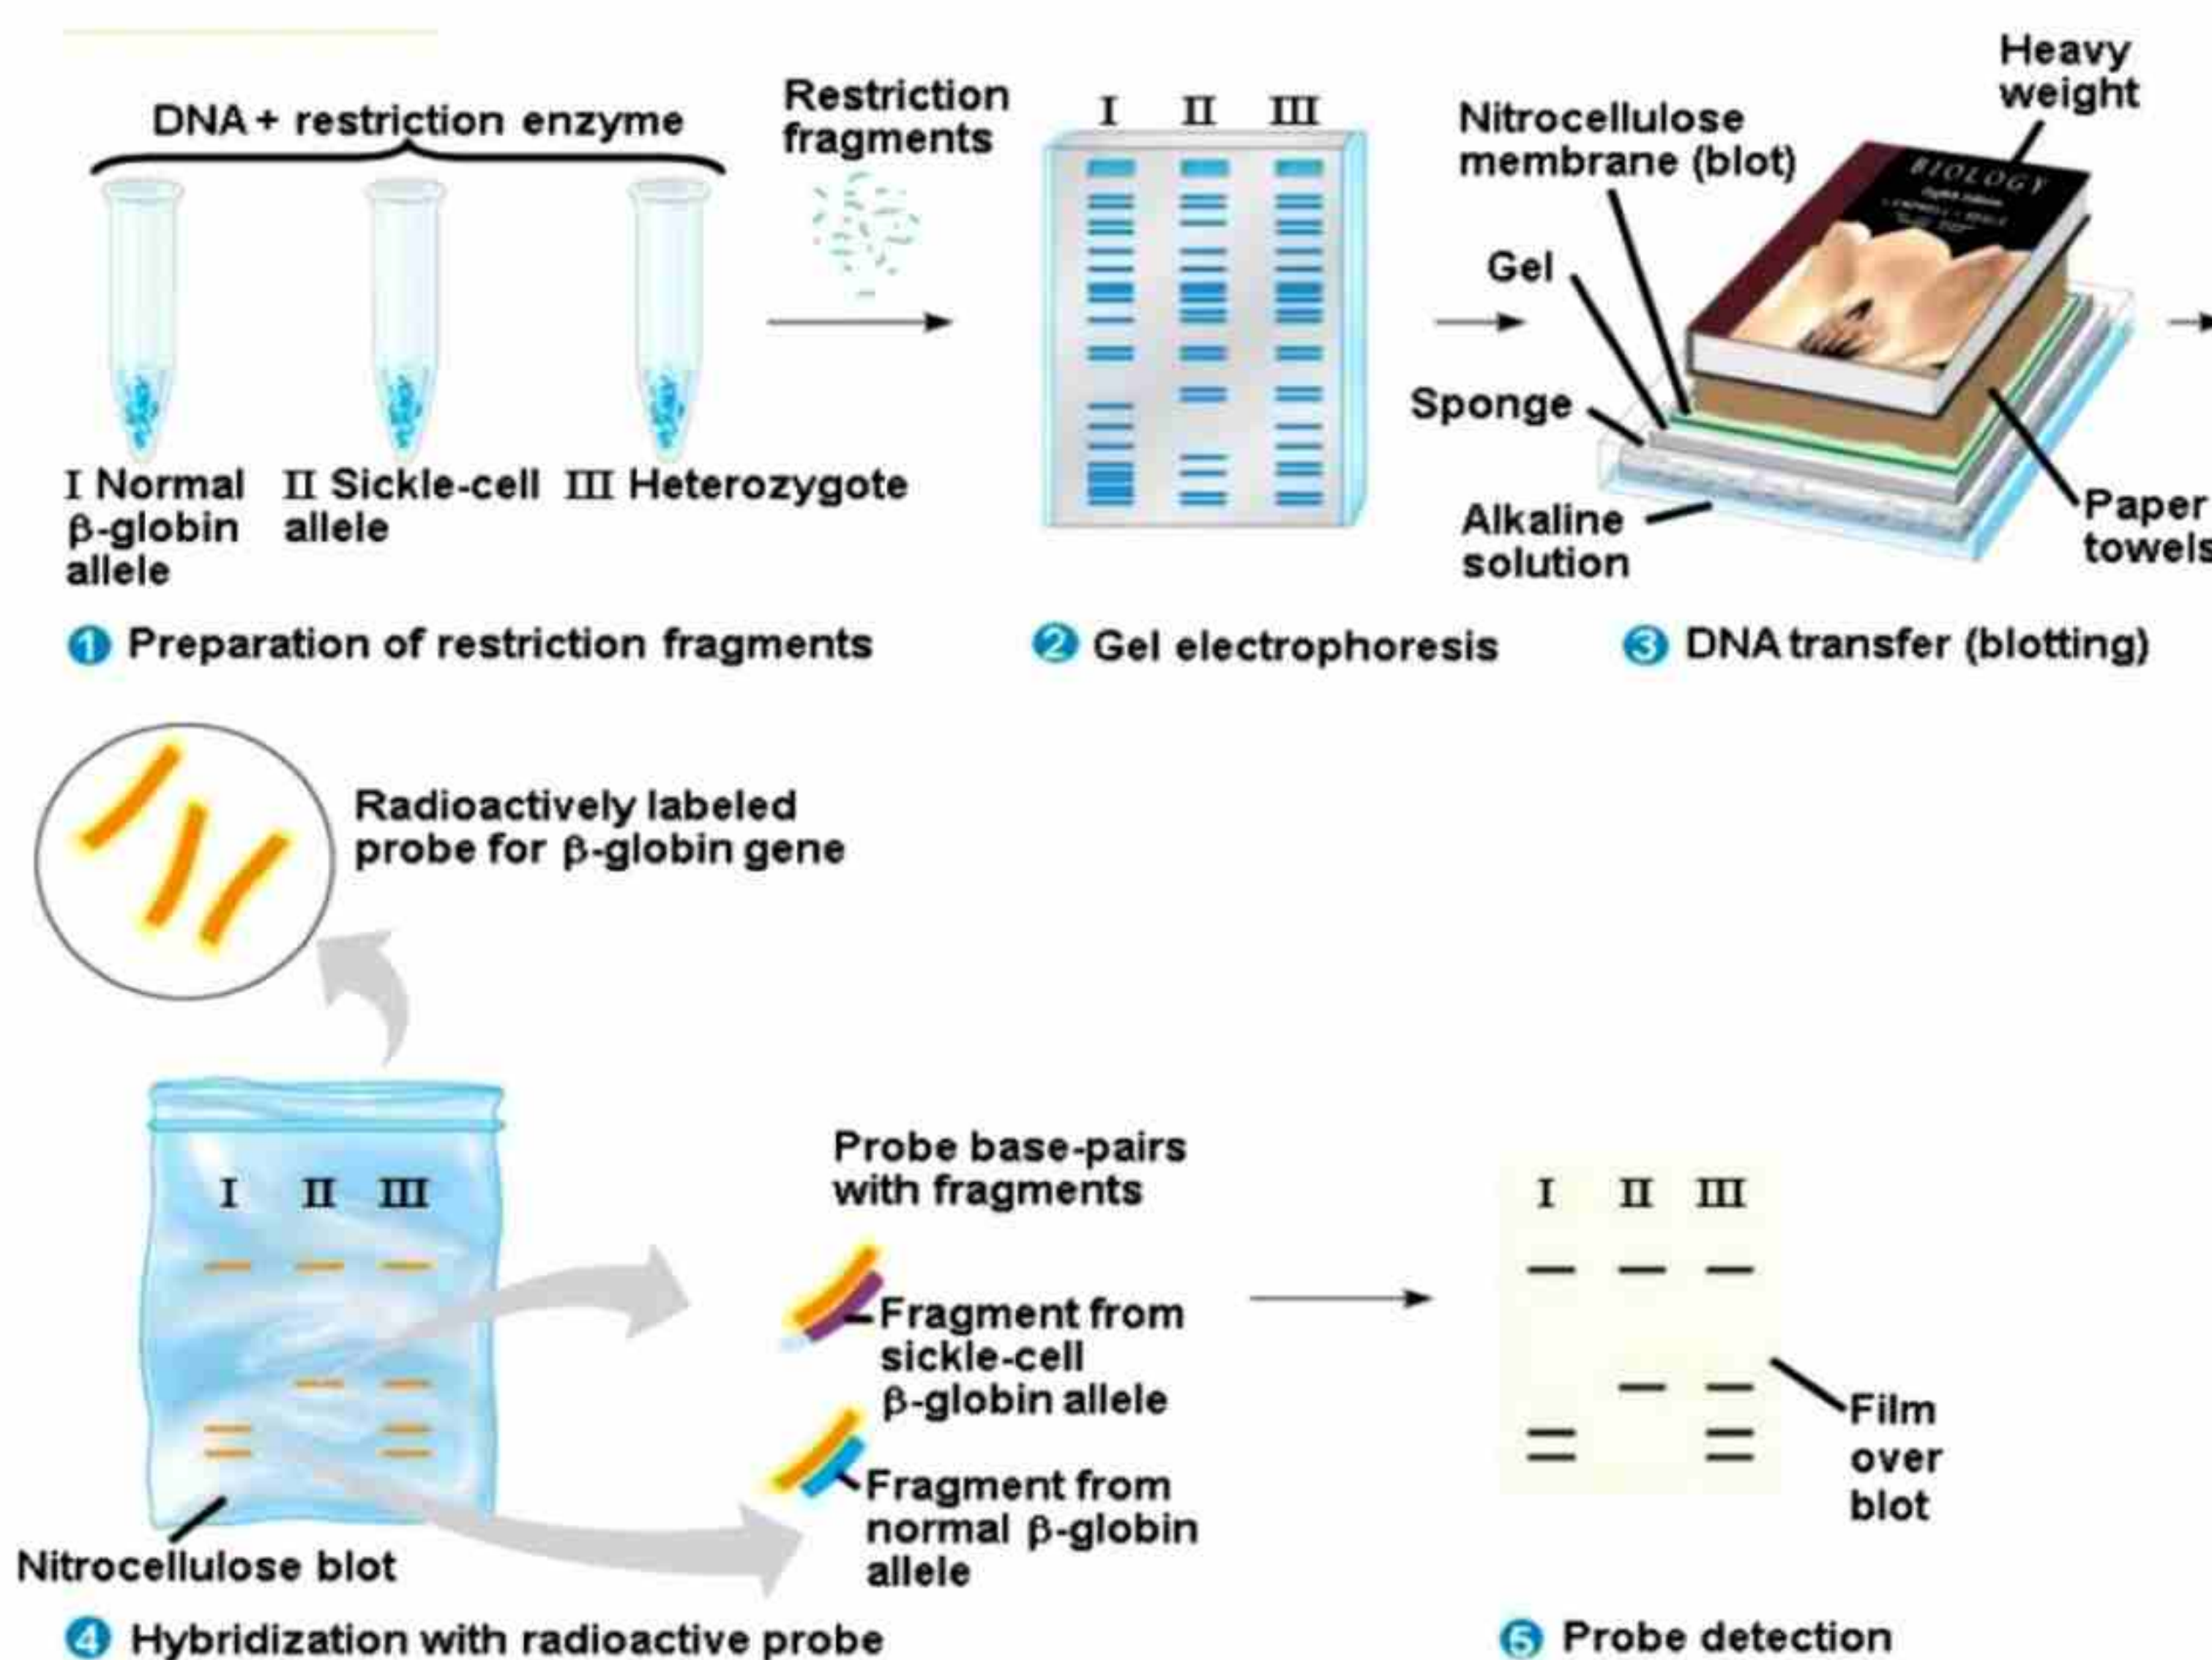 DNA + restriction enzyme
I Normal
β-globin
allele
II Sickle-cell
allele
III Heterozygote
1 Preparation of restriction fragments
Restriction
fragments
I II III
2 Gel electrophoresis
Heavy
weight
Nitrocellulose
membrane (blot)
BIOLOGY
Gel
Sponge
Alkaline
solution
Paper
towels
3 DNA transfer (blotting)
Radioactively labeled
probe for β-globin gene
I II III
Nitrocellulose blot
Probe base-pairs
with fragments
Fragment from
sickle-cell
β-globin allele
Fragment from
normal β-globin
allele
4 Hybridization with radioactive probe
I II III
Film
over
blot
5 Probe detection